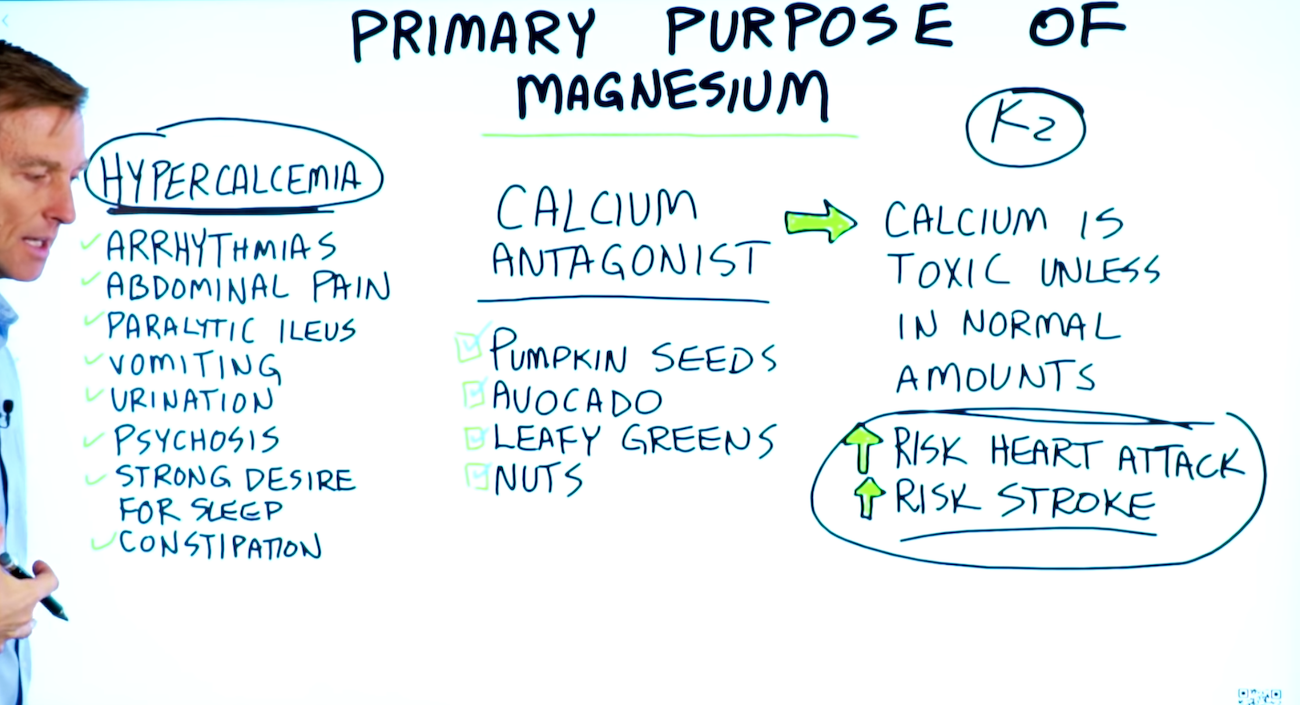 PRIMARY PURPOSE OF
MAGNESIUM
HYPERCALCEMIA
ARRHYTHMIAS
ABDOMINAL PAIN
PARALYTIC ILEUS
VOMITING
URINATION
PSYCHOSIS
STRONG DESIRE
FOR SLEEP
CONSTIPATION
CALCIUM
ANTAGONIST
PUMPKIN SEEDS
AVOCADO
LEAFY GREENS
NUTS
K2
CALCIUM IS
TOXIC UNLESS
IN NORMAL
AMOUNTS
↑ RISK HEART ATTACK
↑ RISK STROKE